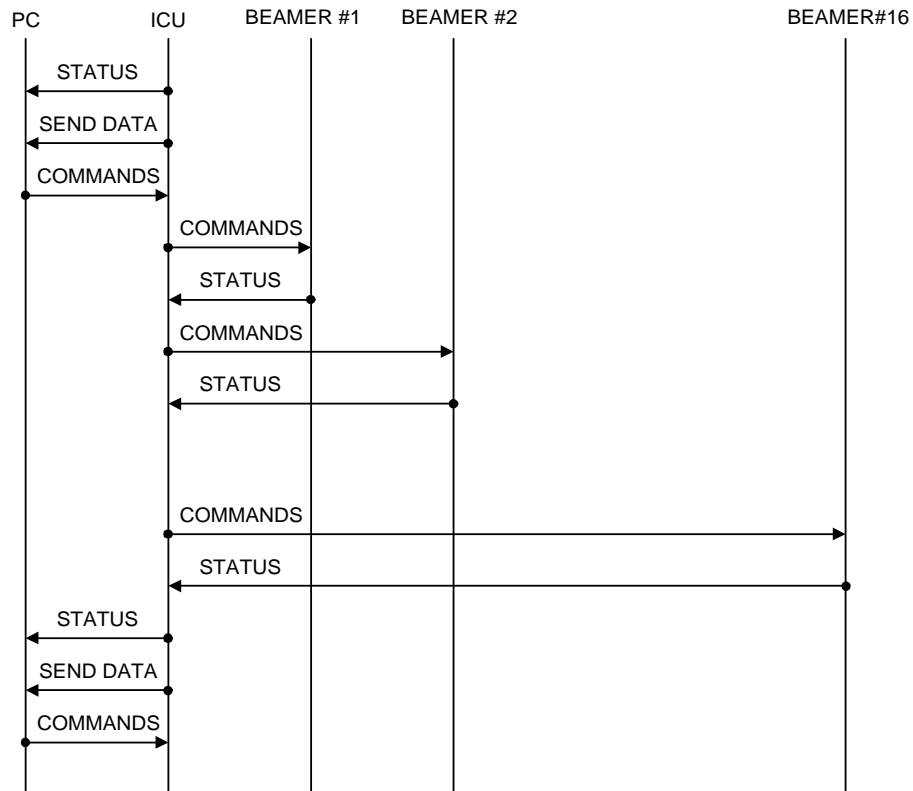 PC
ICU
BEAMER #1
BEAMER #2
BEAMER#16
STATUS
SEND DATA
COMMANDS
COMMANDS
STATUS
COMMANDS
STATUS
COMMANDS
STATUS
STATUS
SEND DATA
COMMANDS